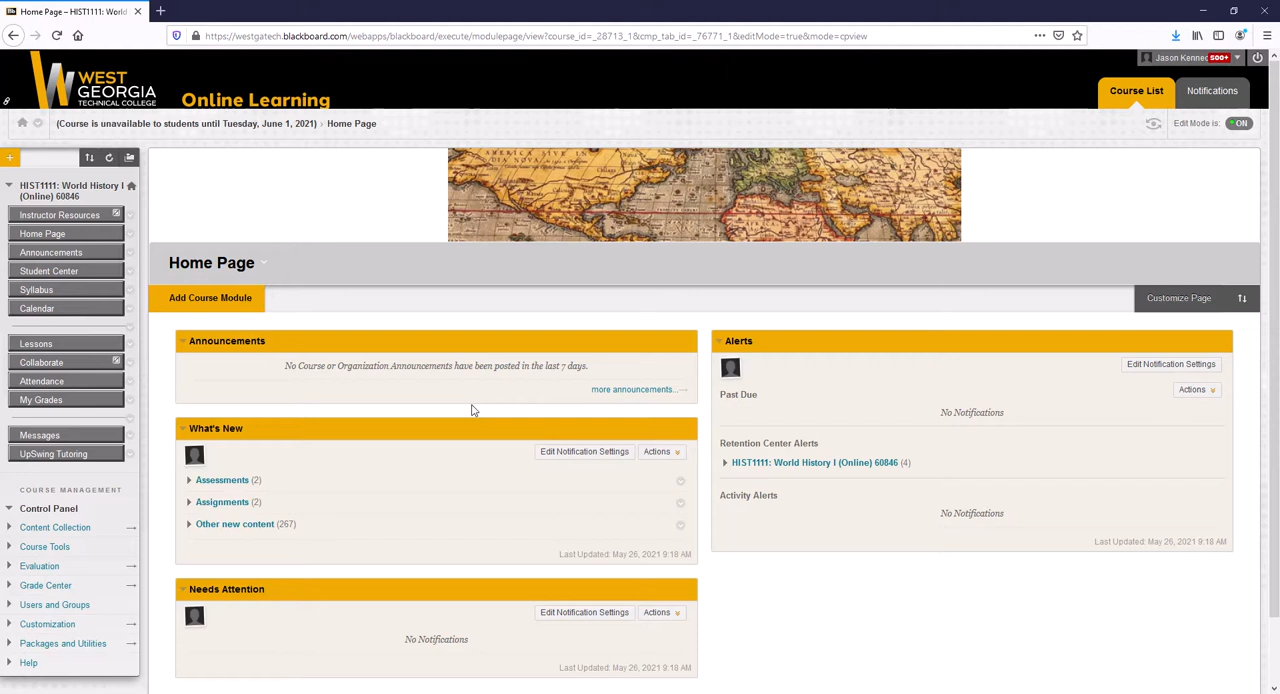 Home Page – HIST1111: World
https://westgatech.blackboard.com/webapps/blackboard/execute/modulepage/view?course_id=_28713_1&cmp_tab_id=_76771_1&editMode=true&mode=cpview
WEST
GEORGIA
TECHNICAL COLLEGE
Online Learning
Jason Kenned 500+
Course List
Notifications
(Course is unavailable to students until Tuesday, June 1, 2021) › Home Page
Edit Mode is: ON
HIST1111: World History I
(Online) 60846
Instructor Resources
Home Page
Announcements
Student Center
Syllabus
Calendar
Lessons
Collaborate
Attendance
My Grades
Messages
UpSwing Tutoring
COURSE MANAGEMENT
Control Panel
Content Collection
Course Tools
Evaluation
Grade Center
Users and Groups
Customization
Packages and Utilities
Help
Home Page
Add Course Module
Customize Page
Announcements
No Course or Organization Announcements have been posted in the last 7 days.
more announcements...
What's New
Edit Notification Settings
Actions
Assessments (2)
Assignments (2)
Other new content (267)
Last Updated: May 26, 2021 9:18 AM
Needs Attention
Edit Notification Settings
Actions
No Notifications
Last Updated: May 26, 2021 9:18 AM
Alerts
Edit Notification Settings
Actions
Past Due
No Notifications
Retention Center Alerts
HIST1111: World History I (Online) 60846 (4)
Activity Alerts
No Notifications
Last Updated: May 26, 2021 9:18 AM